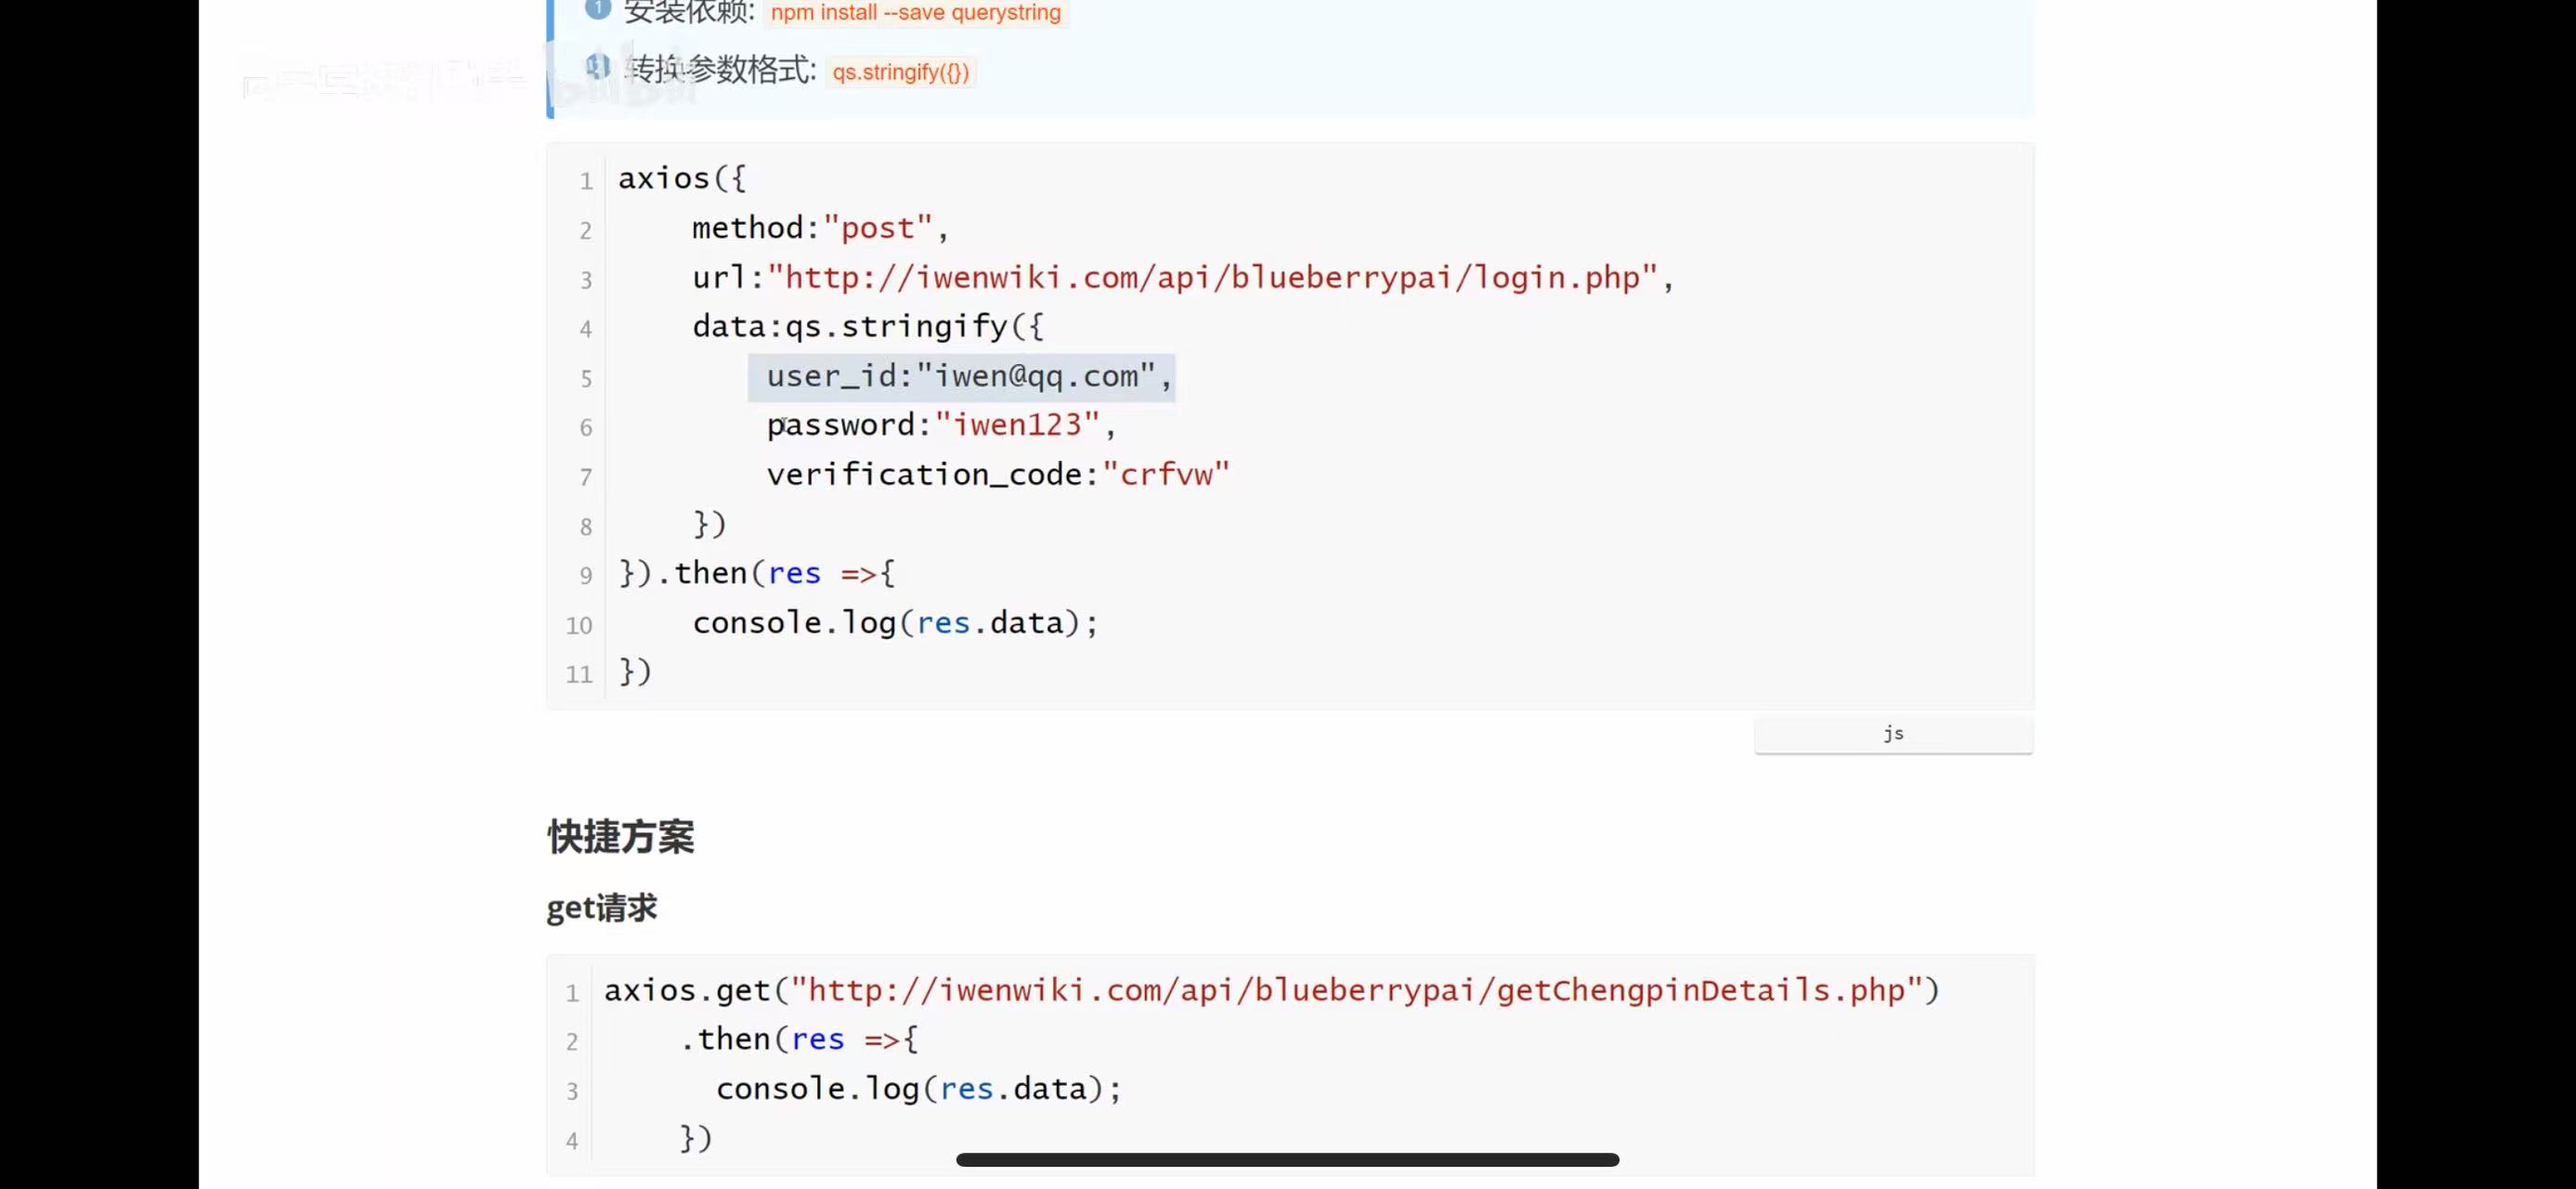 1 安装依赖: npm install --save querystring
转换参数格式: qs.stringify({})
1 axios({
2 method:"post",
3 url:"http://iwenwiki.com/api/blueberrypai/login.php",
4 data:qs.stringify({
5 user_id:"iwen@qq.com",
6 password:"iwen123",
7 verification_code:"crfvw"
8 })
9 }).then(res =>{
10 console.log(res.data);
11 })
js
快捷方案
get请求
1 axios.get("http://iwenwiki.com/api/blueberrypai/getChengpinDetails.php")
2 .then(res =>{
3 console.log(res.data);
4 })